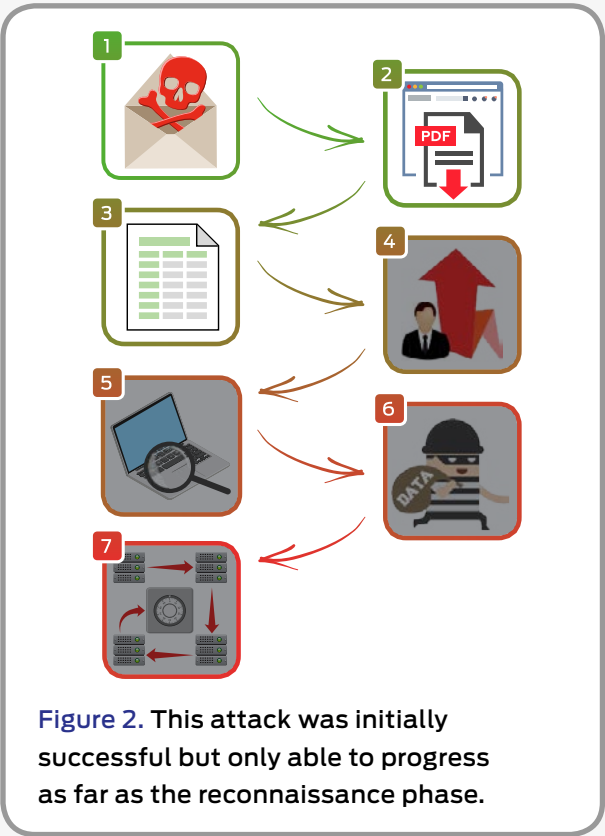 1
2
PDF
3
4
5
6
DATA
7
Figure 2. This attack was initially
successful but only able to progress
as far as the reconnaissance phase.